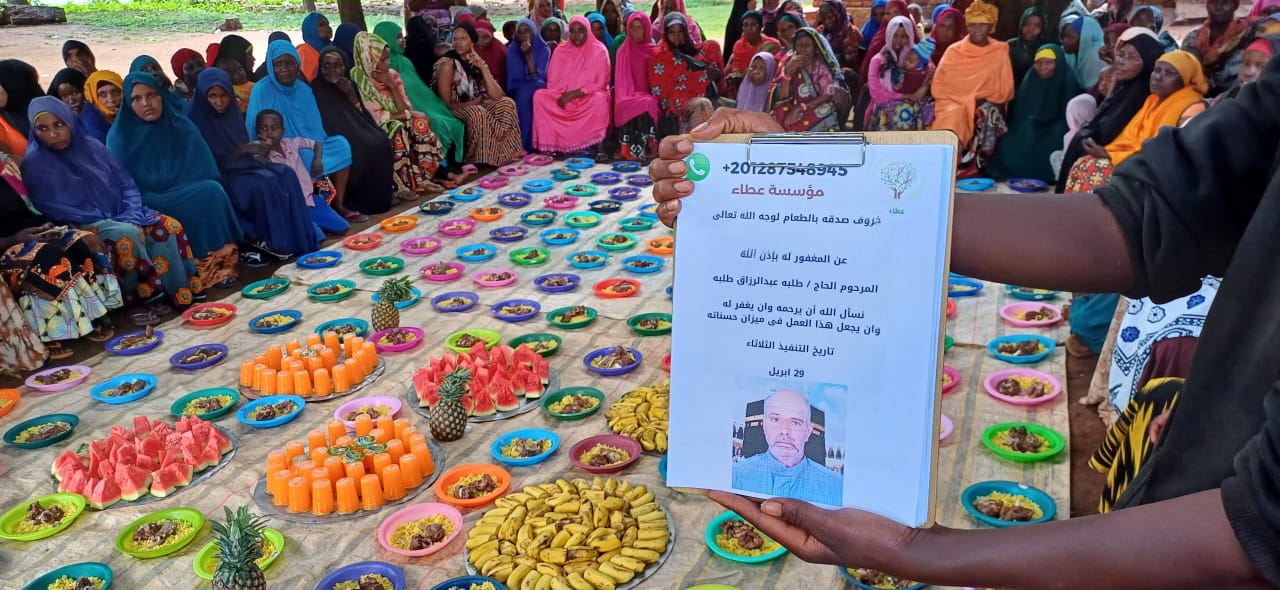 +201287548945
مؤسسة عطاء
عطاء
خروف صدقه بالطعام لوجه الله تعالى
عن المغفور له بإذن الله
المرحوم الحاج / طلبه عبدالرزاق طلبه
نسأل الله أن يرحمه وان يغفر له
وان يجعل هذا العمل فى ميزان حسناته
تاريخ التنفيذ الثلاثاء
29 ابريل